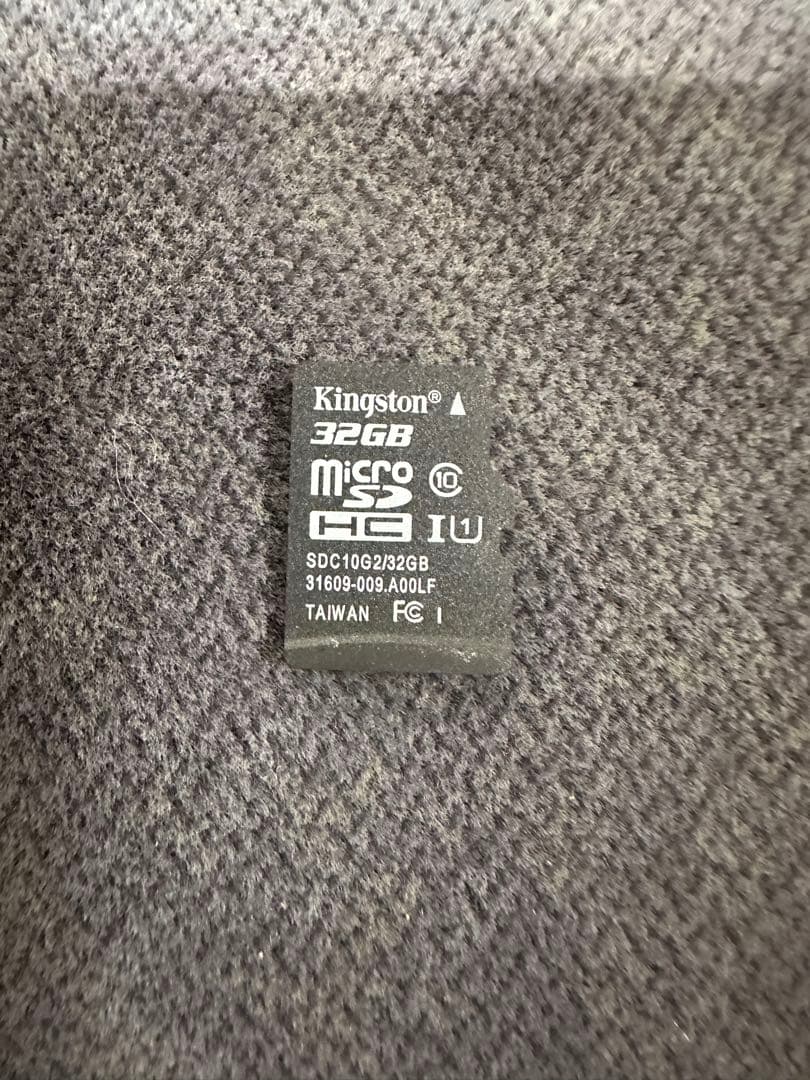 Kingston®
32GB
micro
SD 10
HC I U1
SDC10G2/32GB
31609-009.A00LF
TAIWAN FC I